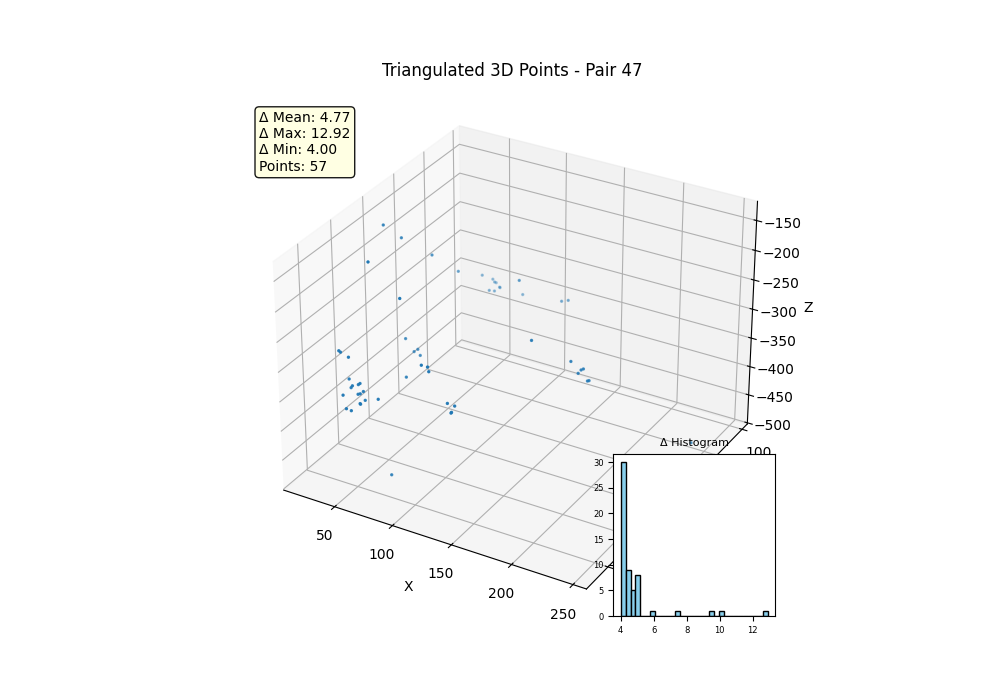 Triangulated 3D Points - Pair 47
Δ Mean: 4.77
Δ Max: 12.92
Δ Min: 4.00
Points: 57
−150
−200
−250
−300
−350
−400
−450
−500
Z
100
50
100
150
200
250
X
Δ Histogram
30
25
20
15
10
5
0
4 6 8 10 12